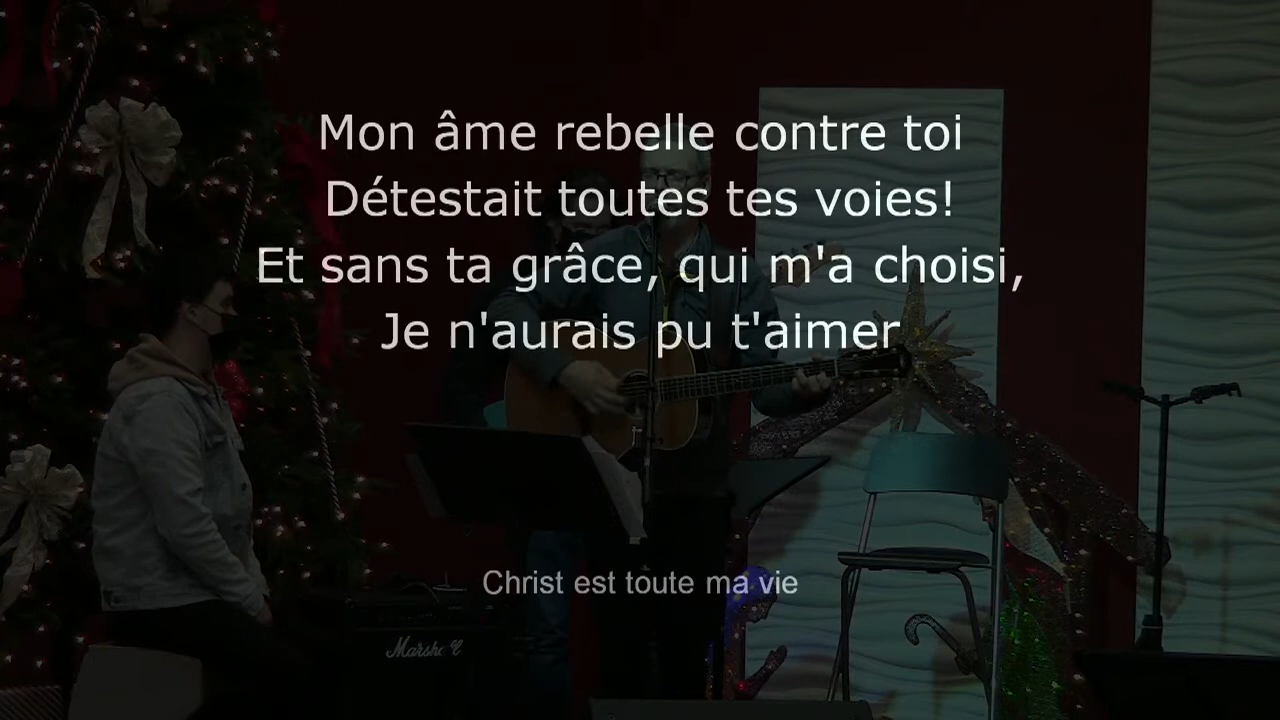 Mon âme rebelle contre toi
Détestait toutes tes voies!
Et sans ta grâce, qui m'a choisi,
Je n'aurais pu t'aimer
Christ est toute ma vie
Marshall